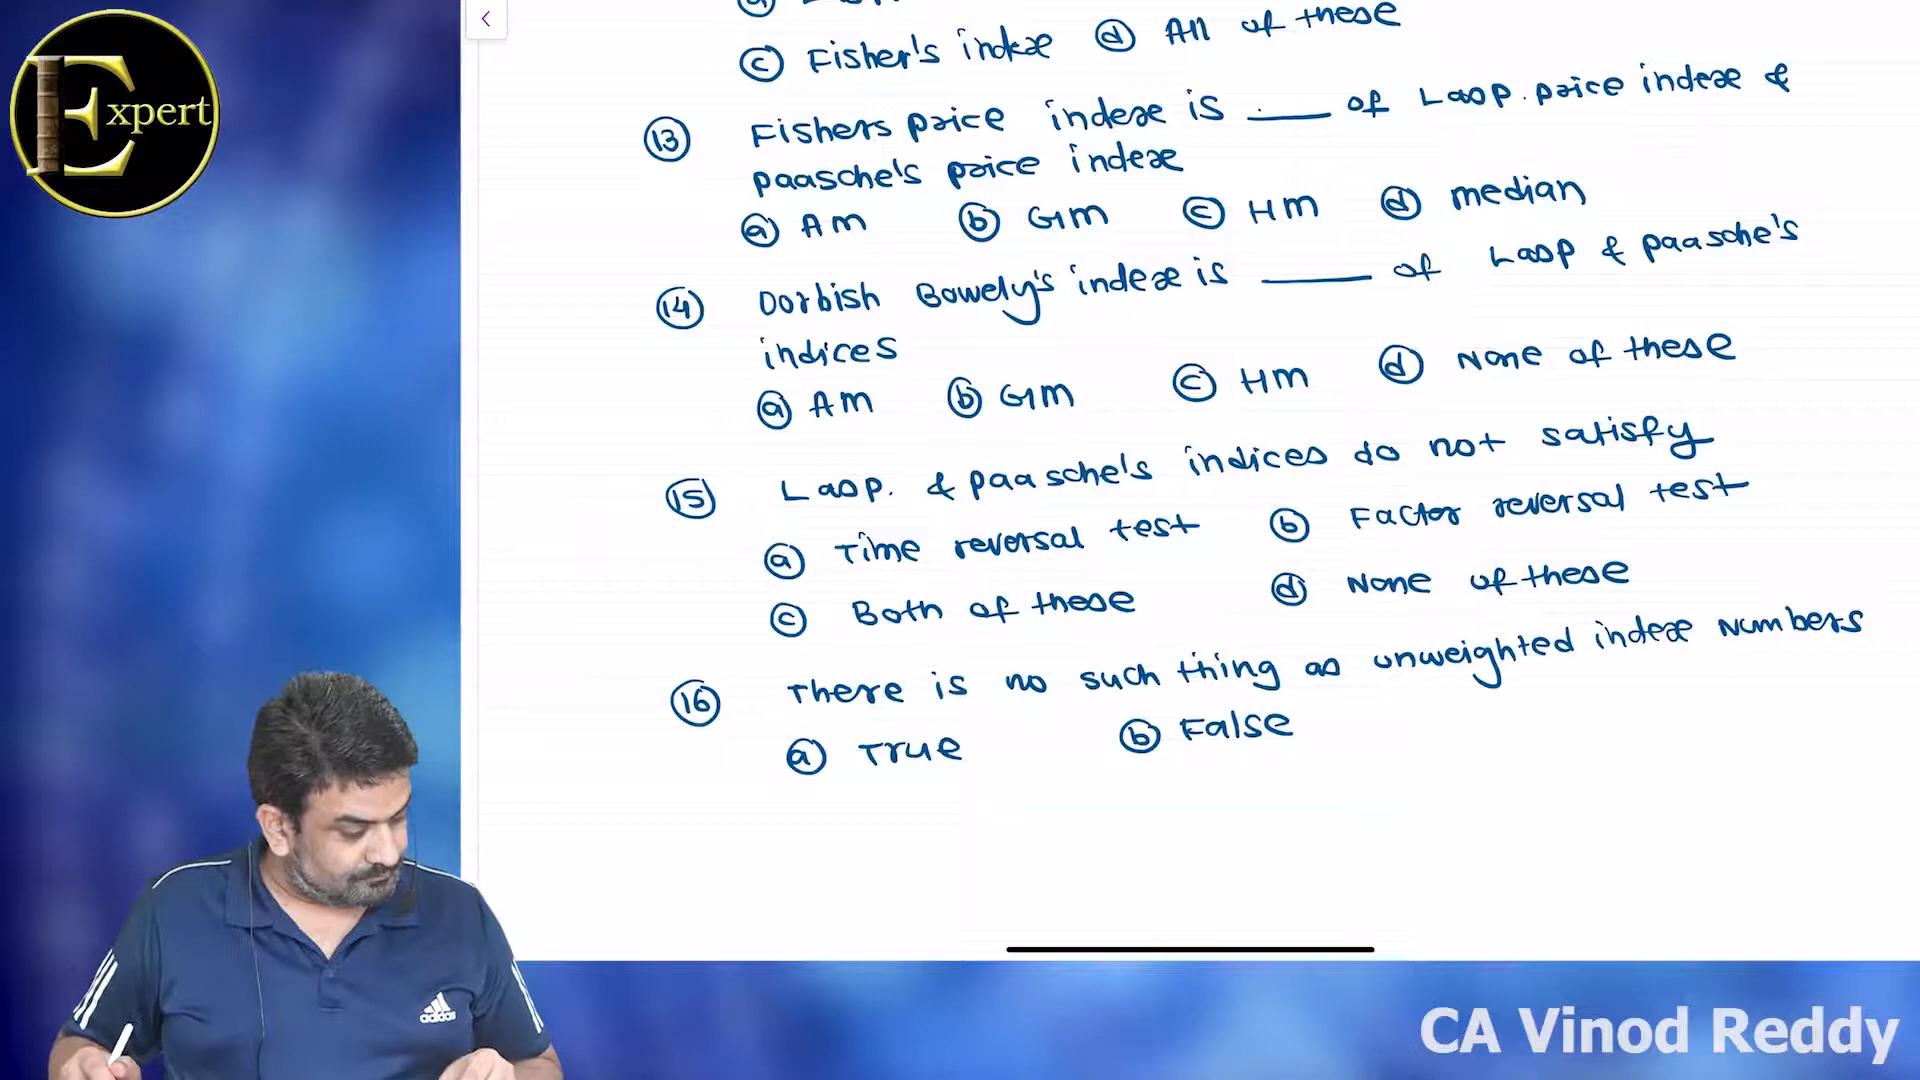 Expert
(c) Fisher's index (d) All of these
(13) Fishers price index is ____ of Lasp. price index &
paasche's price index
(a) Am (b) Gm (c) Hm (d) median
(14) Dorbish Bowely's index is ____ of Lasp & paasche's
indices
(a) Am (b) Gm (c) Hm (d) None of these
(15) Lasp. & paasche's indices do not satisfy
(a) Time reversal test (b) Factor reversal test
(c) Both of these (d) None of these
(16) There is no such thing as unweighted index numbers
(a) True (b) False
adidas
CA Vinod Reddy